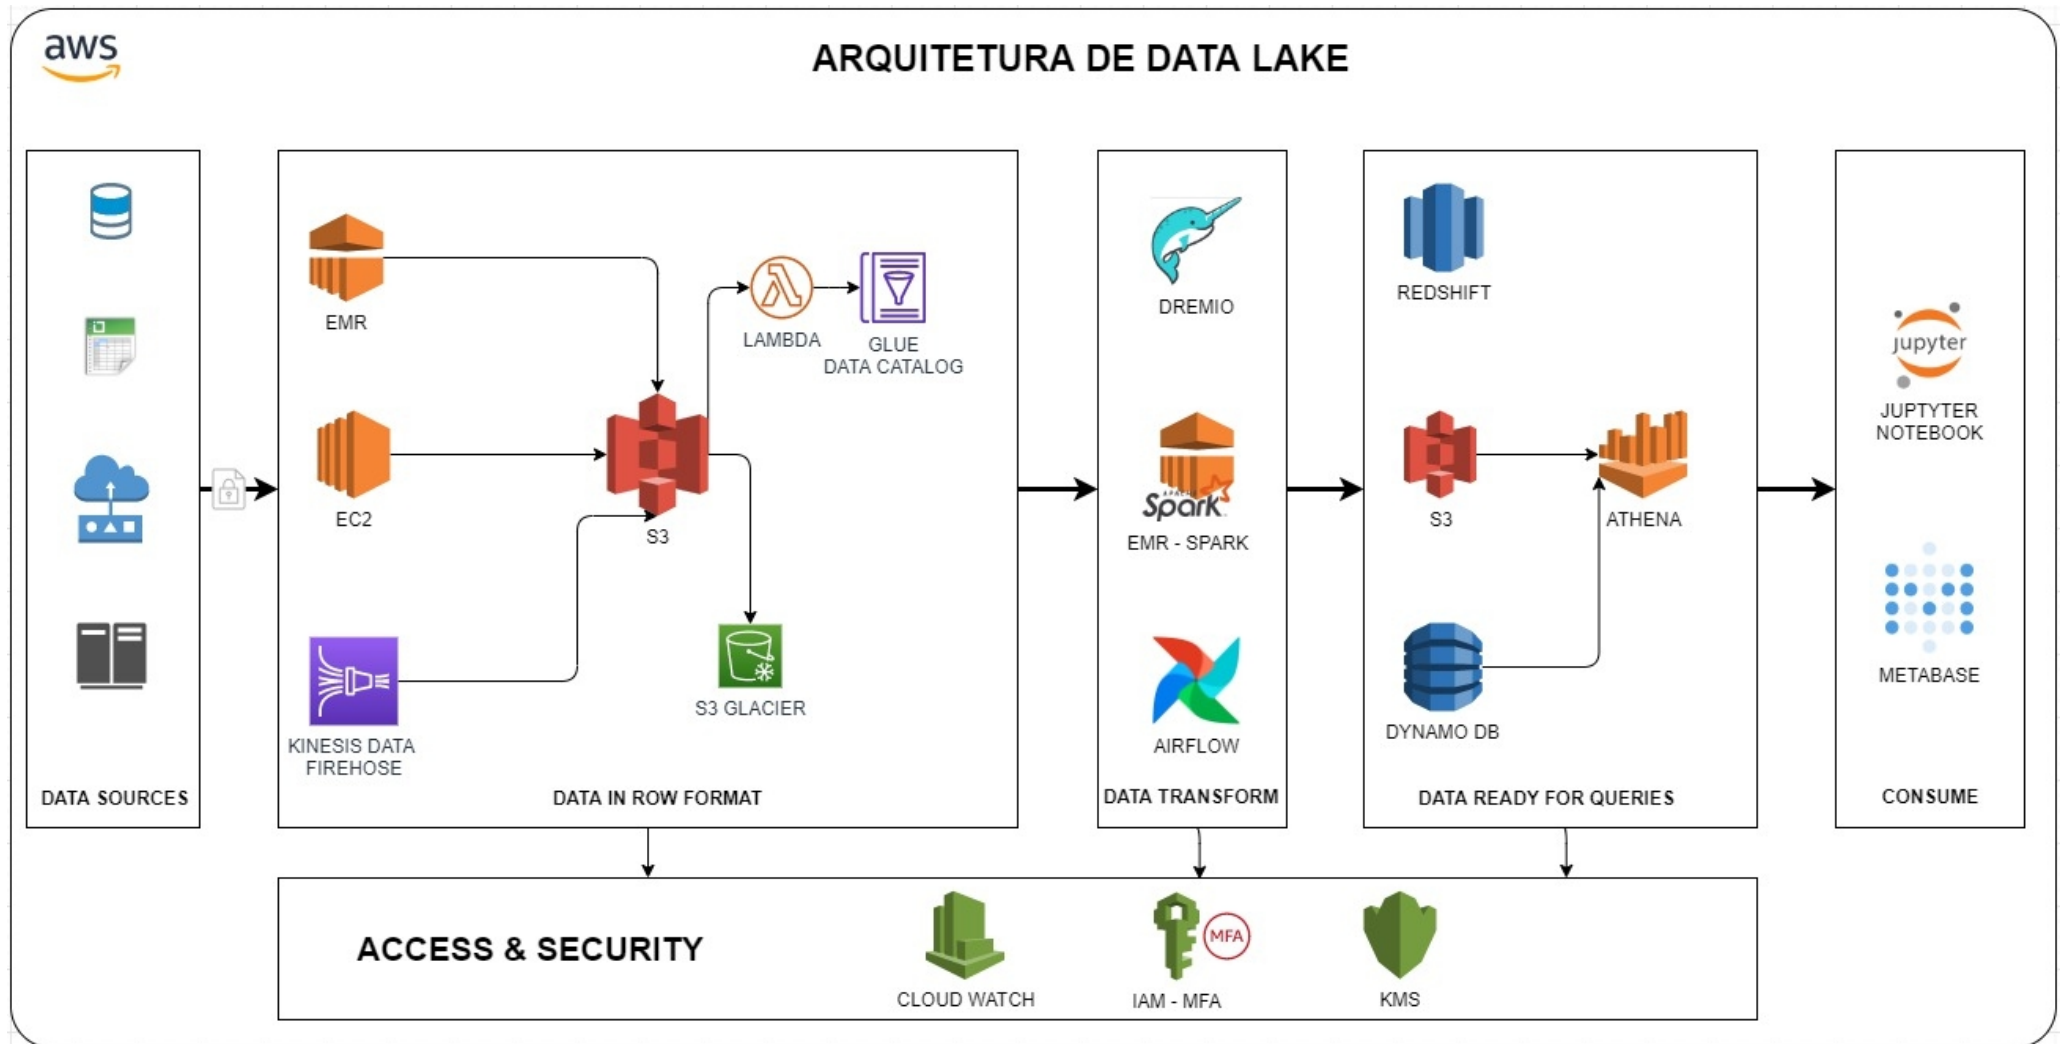 aws
ARQUITETURA DE DATA LAKE
DATA SOURCES
EMR
EC2
KINESIS DATA
FIREHOSE
S3
LAMBDA
GLUE
DATA CATALOG
S3 GLACIER
DATA IN ROW FORMAT
DREMIO
APACHE
Spark
EMR - SPARK
AIRFLOW
DATA TRANSFORM
REDSHIFT
S3
ATHENA
DYNAMO DB
DATA READY FOR QUERIES
jupyter
JUPTYTER
NOTEBOOK
METABASE
CONSUME
ACCESS & SECURITY
CLOUD WATCH
MFA
IAM - MFA
KMS